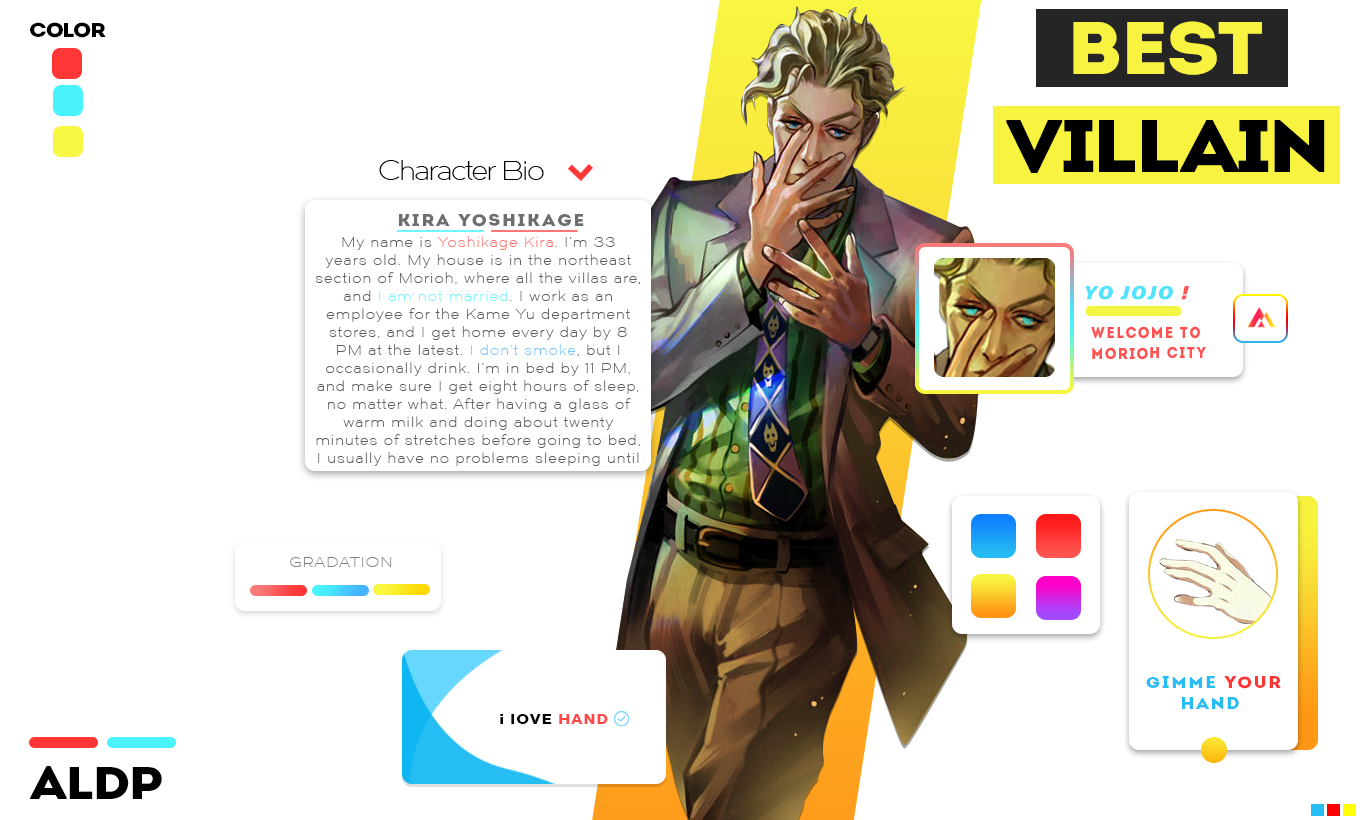 COLOR
BEST
VILLAIN
Character Bio
KIRA YOSHIKAGE
My name is Yoshikage Kira. I'm 33
years old. My house is in the northeast
section of Morioh, where all the villas are,
and I am not married. I work as an
employee for the Kame Yu department
stores, and I get home every day by 8
PM at the latest. I don't smoke, but I
occasionally drink. I'm in bed by 11 PM,
and make sure I get eight hours of sleep,
no matter what. After having a glass of
warm milk and doing about twenty
minutes of stretches before going to bed,
I usually have no problems sleeping until
YO JOJO !
WELCOME TO
MORIOH CITY
GRADATION
i lOVE HAND
GIMME YOUR
HAND
ALDP